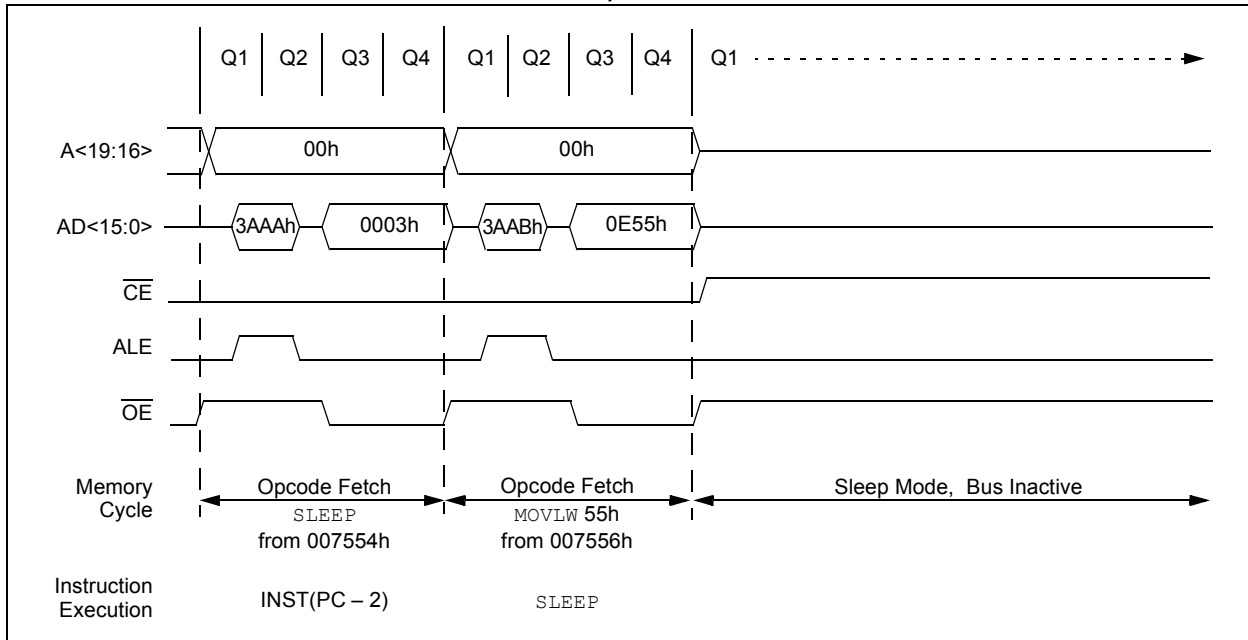 Q1 Q2 Q3 Q4 Q1 Q2 Q3 Q4 Q1
A<19:16> 00h 00h
AD<15:0> 3AAAh 0003h 3AABh 0E55h
CE
ALE
OE
Memory Cycle
Opcode Fetch
SLEEP
from 007554h
Opcode Fetch
MOVLW 55h
from 007556h
Sleep Mode, Bus Inactive
Instruction Execution
INST(PC – 2)
SLEEP